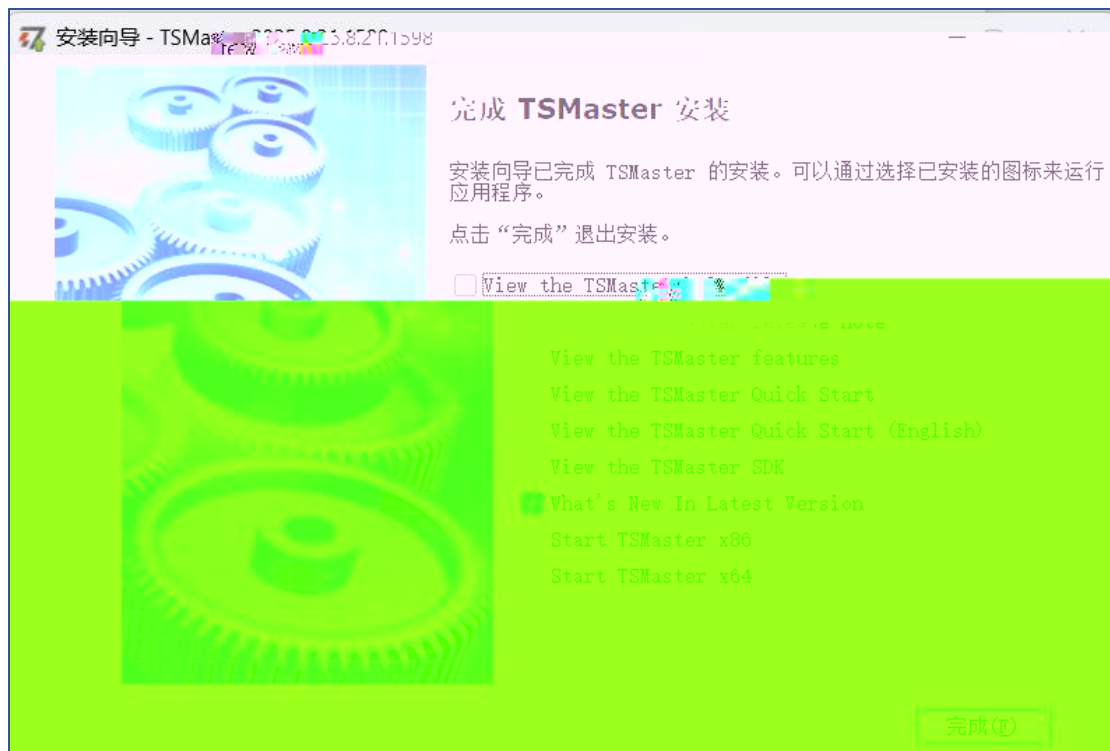 安装向导 - TSMas
完成 TSMaster 安装
安装向导已完成 TSMaster 的安装。可以通过选择已安装的图标来运行
应用程序。
点击“完成”退出安装。
View the TSMaster
note
View the TSMaster features
View the TSMaster Quick Start
View the TSMaster Quick Start (English)
View the TSMaster SDK
What's New In Latest Version
Start TSMaster x86
Start TSMaster x64
完成(F)